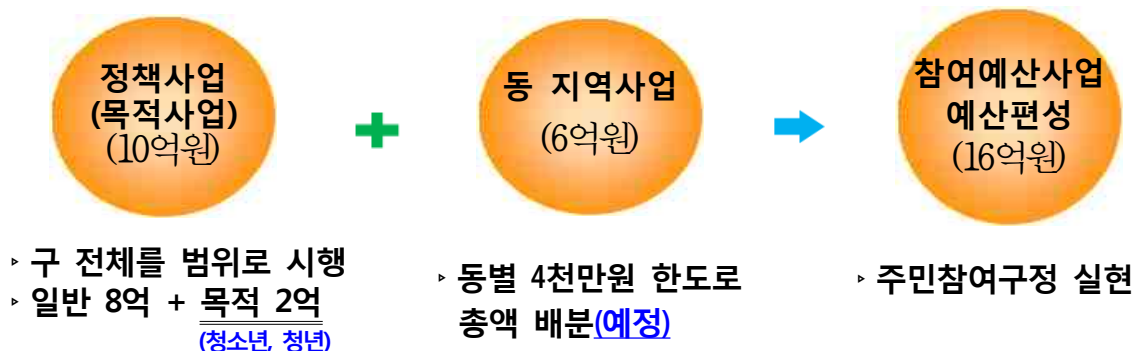 정책사업
(목적사업)
(10억원)
동 지역사업
(6억원)
참여예산사업
예산편성
(16억원)
▹ 구 전체를 범위로 시행
▹ 일반 8억 + 목적 2억
(청소년, 청년)
▹ 동별 4천만원 한도로
총액 배분(예정)
▹ 주민참여구정 실현